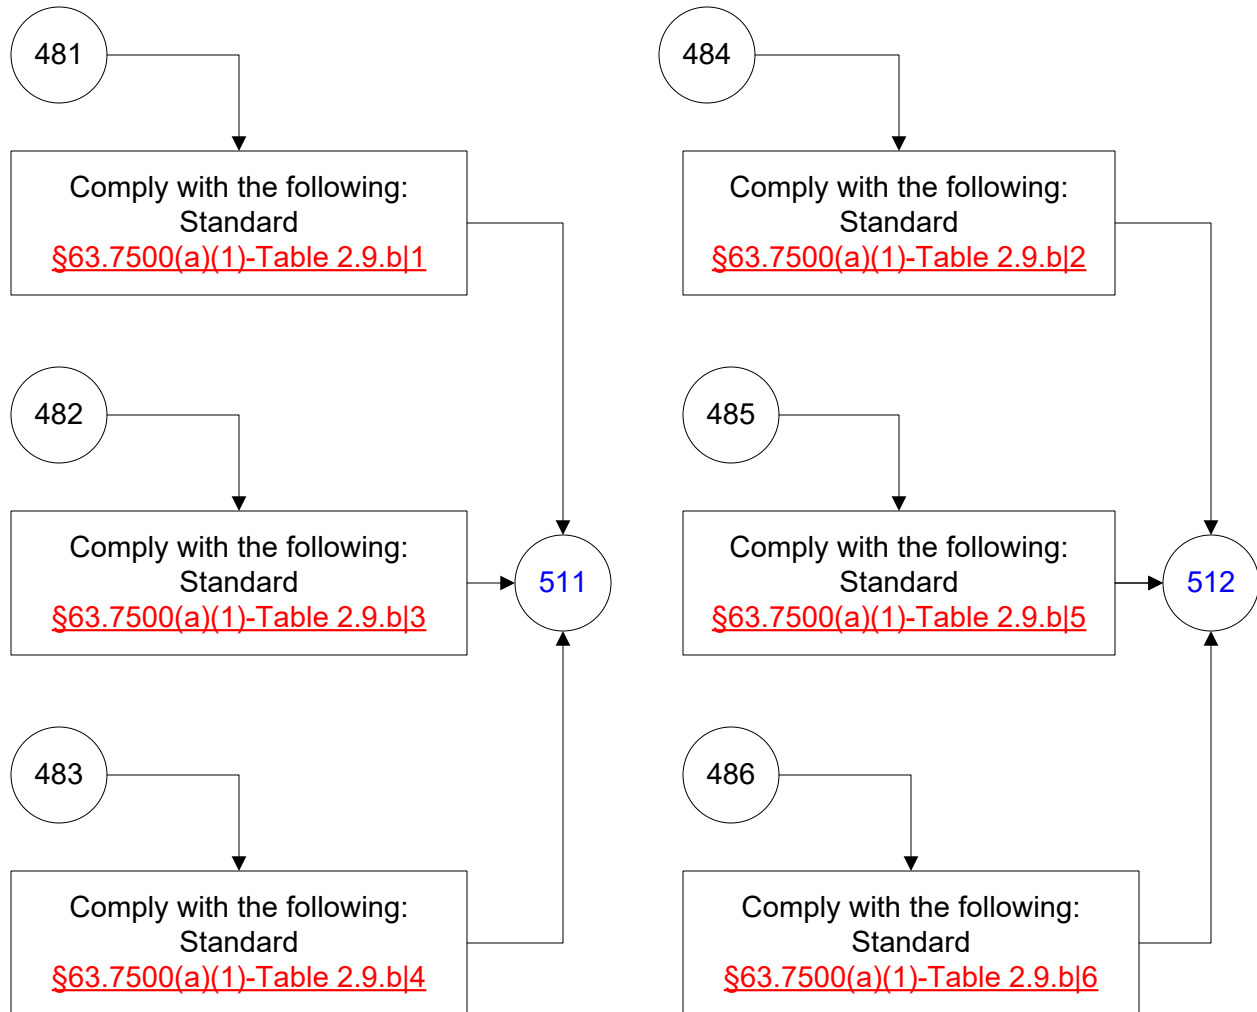 481
Comply with the following:
Standard
§63.7500(a)(1)-Table 2.9.b|1
482
Comply with the following:
Standard
§63.7500(a)(1)-Table 2.9.b|3
511
483
Comply with the following:
Standard
§63.7500(a)(1)-Table 2.9.b|4
484
Comply with the following:
Standard
§63.7500(a)(1)-Table 2.9.b|2
485
Comply with the following:
Standard
§63.7500(a)(1)-Table 2.9.b|5
512
486
Comply with the following:
Standard
§63.7500(a)(1)-Table 2.9.b|6